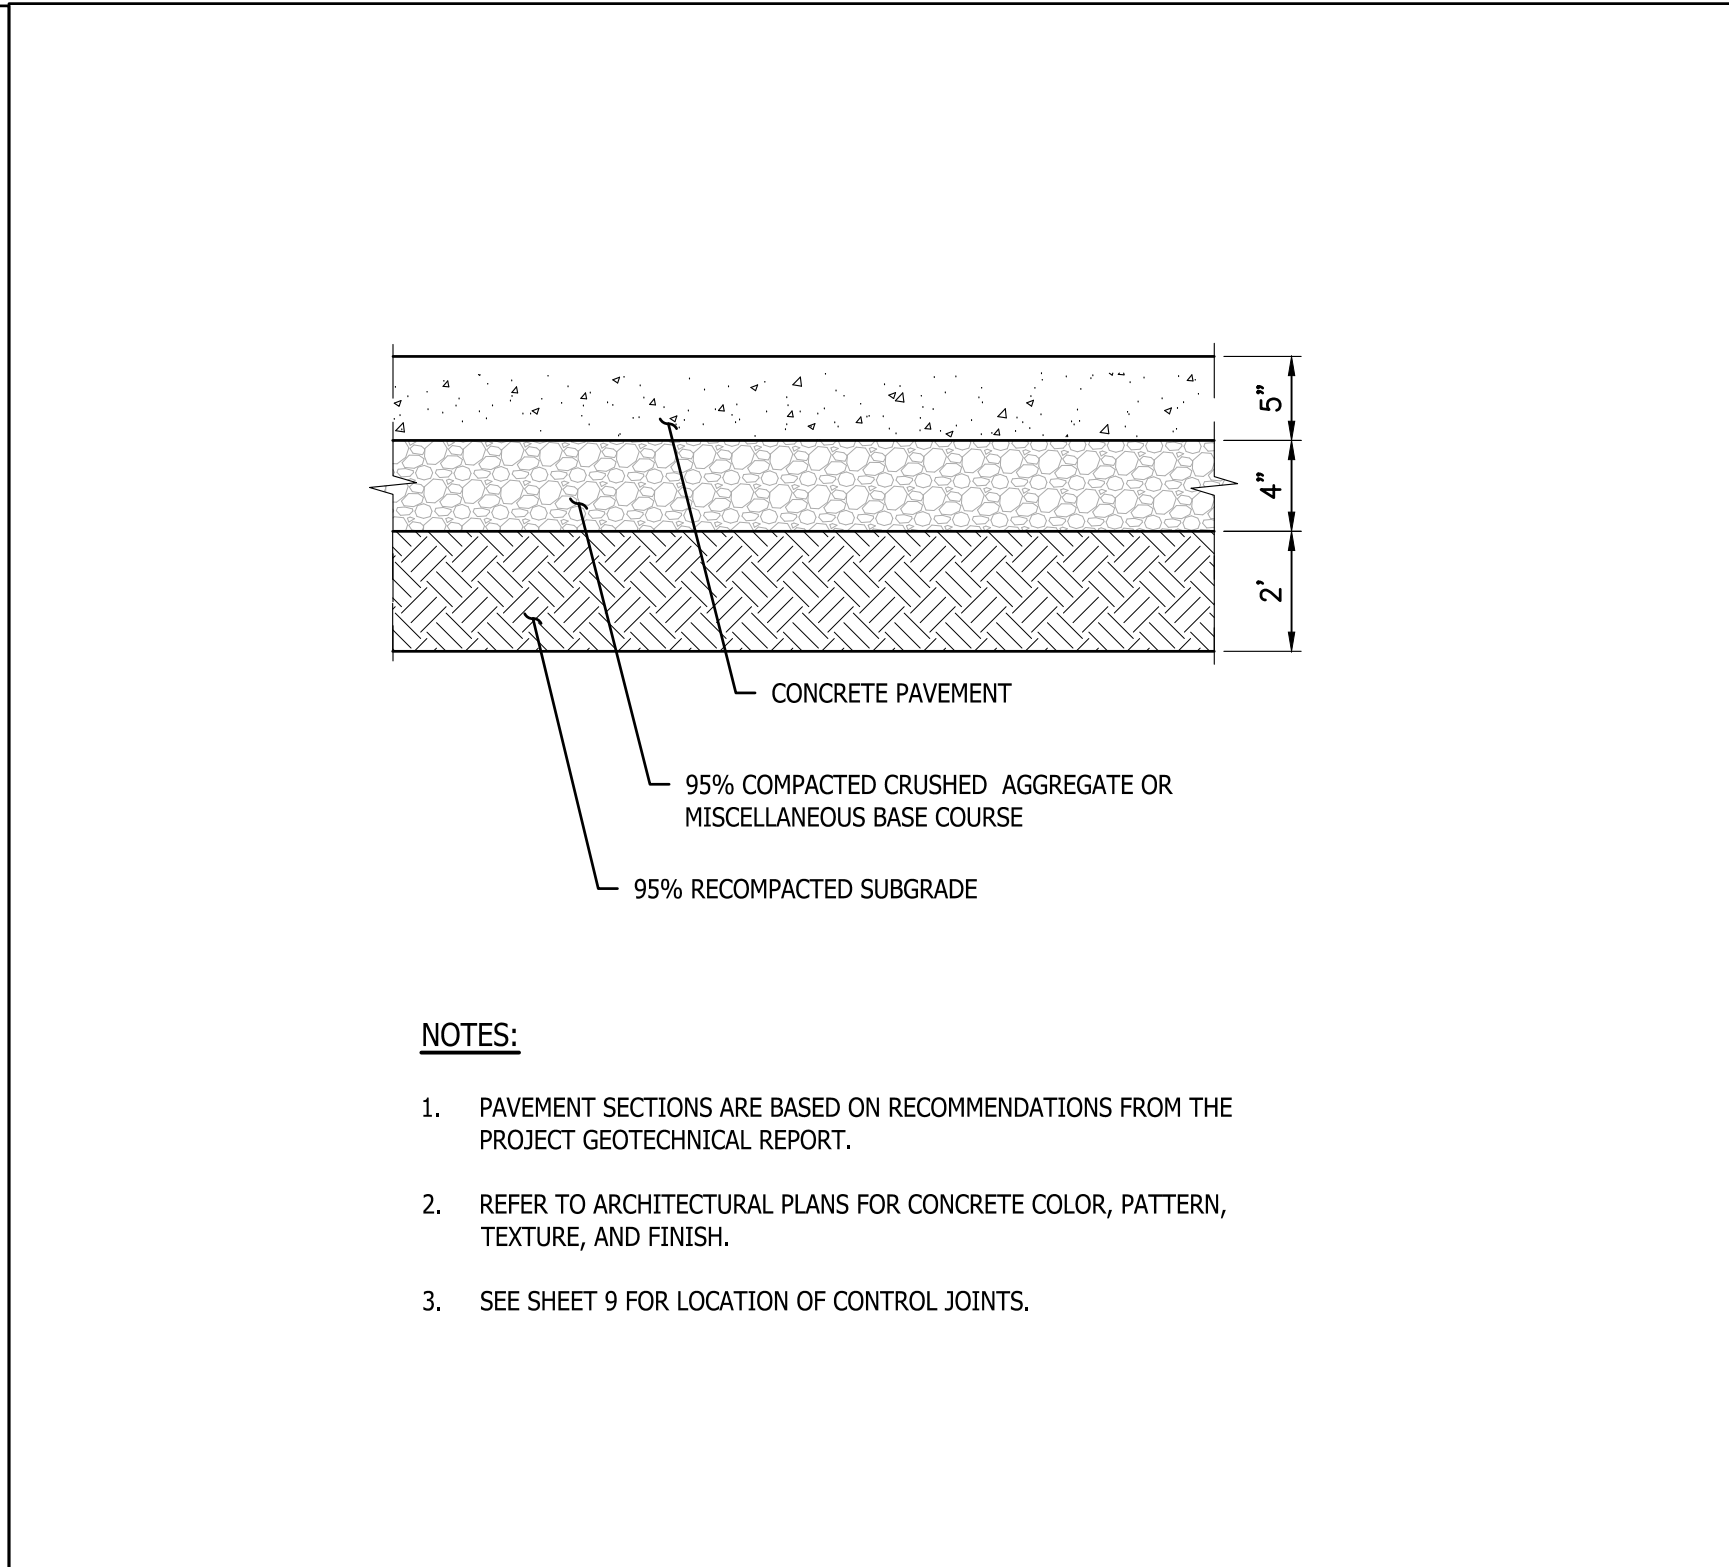 5"
4"
2'
CONCRETE PAVEMENT
95% COMPACTED CRUSHED AGGREGATE OR
MISCELLANEOUS BASE COURSE
95% RECOMPACTED SUBGRADE
NOTES:
1. PAVEMENT SECTIONS ARE BASED ON RECOMMENDATIONS FROM THE
PROJECT GEOTECHNICAL REPORT.
2. REFER TO ARCHITECTURAL PLANS FOR CONCRETE COLOR, PATTERN,
TEXTURE, AND FINISH.
3. SEE SHEET 9 FOR LOCATION OF CONTROL JOINTS.